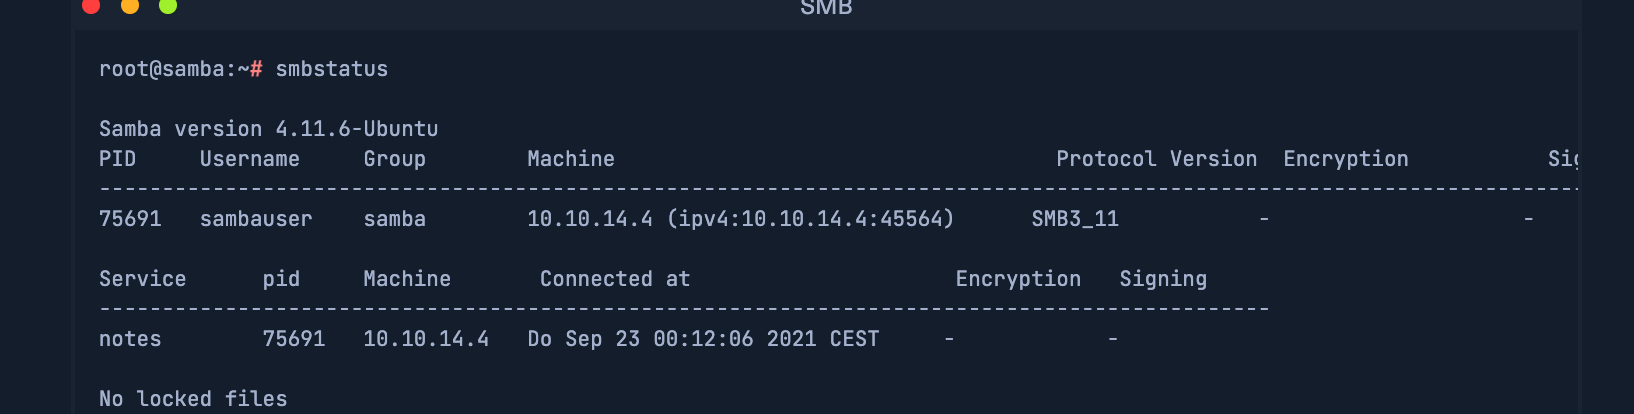 SMB
root@samba:~# smbstatus
Samba version 4.11.6-Ubuntu
PID     Username     Group        Machine                                   Protocol Version  Encryption           Sig
----------------------------------------------------------------------------------------------------------------------
75691   sambauser    samba        10.10.14.4 (ipv4:10.10.14.4:45564)      SMB3_11           -                    -
Service      pid     Machine       Connected at                     Encryption   Signing
---------------------------------------------------------------------------------------------
notes        75691   10.10.14.4   Do Sep 23 00:12:06 2021 CEST     -            -
No locked files